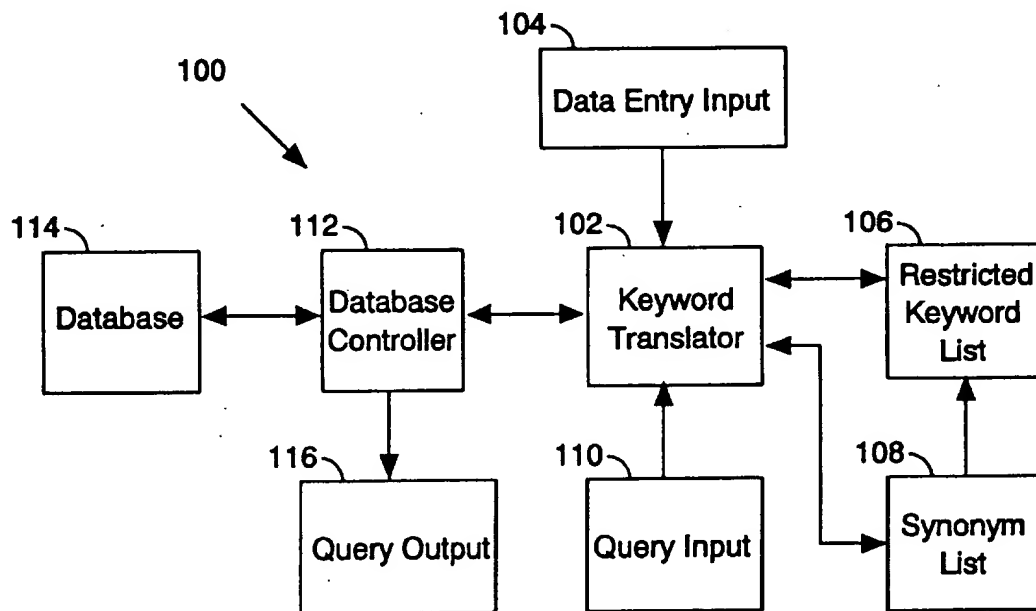 104
100
Data Entry Input
114
112
102
106
Database
Database
Controller
Keyword
Translator
Restricted
Keyword
List
116
110
108
Query Output
Query Input
Synonym
List